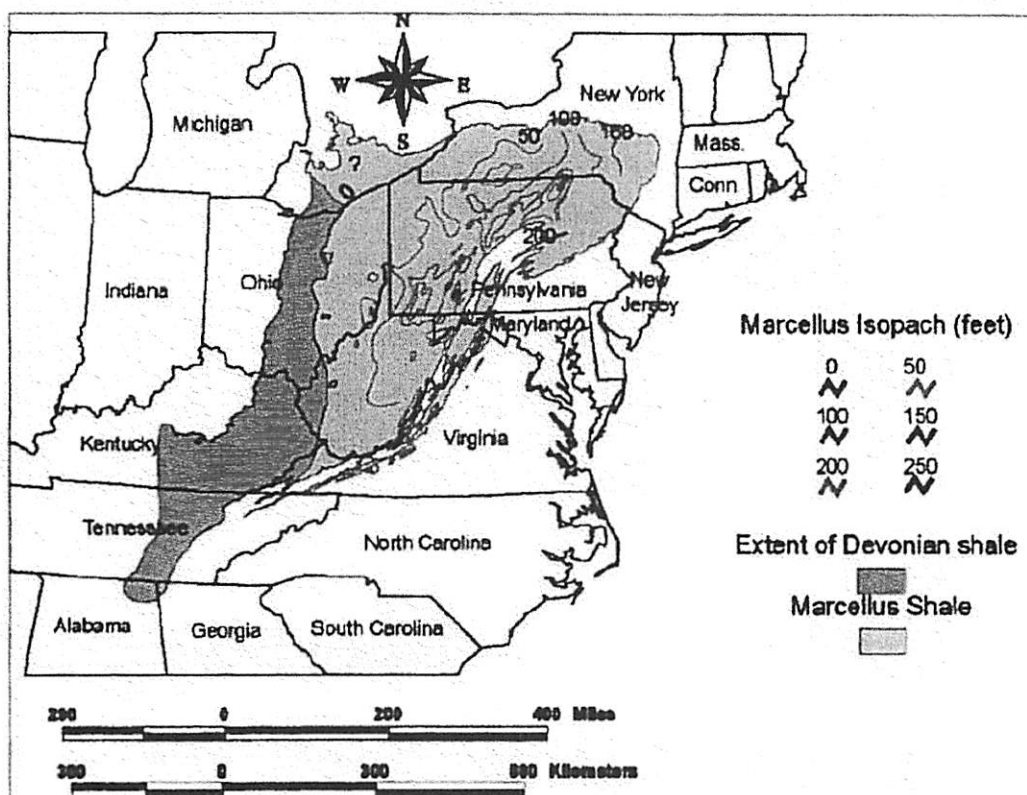 N
W E
S
Michigan
New York
50 100 150
Mass.
Conn
?
0
200
Ohio
Indiana
Pennsylvania
New
Jersey
Maryland
Marcellus Isopach (feet)
0 50
100 150
200 250
Kentucky
Virginia
Tennessee
North Carolina
Extent of Devonian shale
Marcellus Shale
Alabama
Georgia
South Carolina
200 0 200 400 Miles
300 0 300 600 Kilometers